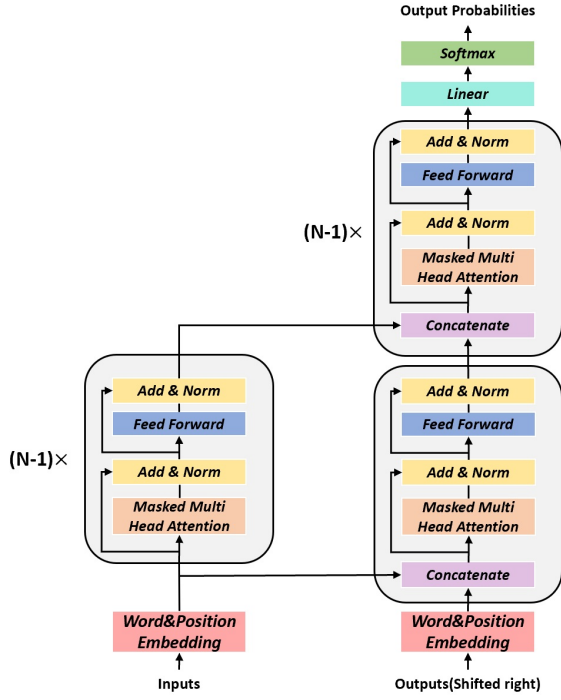 Output Probabilities
Softmax
Linear
Add & Norm
Feed Forward
Add & Norm
(N-1)×
Masked Multi
Head Attention
Concatenate
Add & Norm
Feed Forward
(N-1)×
Add & Norm
Masked Multi
Head Attention
Add & Norm
Feed Forward
Add & Norm
Masked Multi
Head Attention
Concatenate
Word&Position
Embedding
Word&Position
Embedding
Inputs
Outputs(Shifted right)